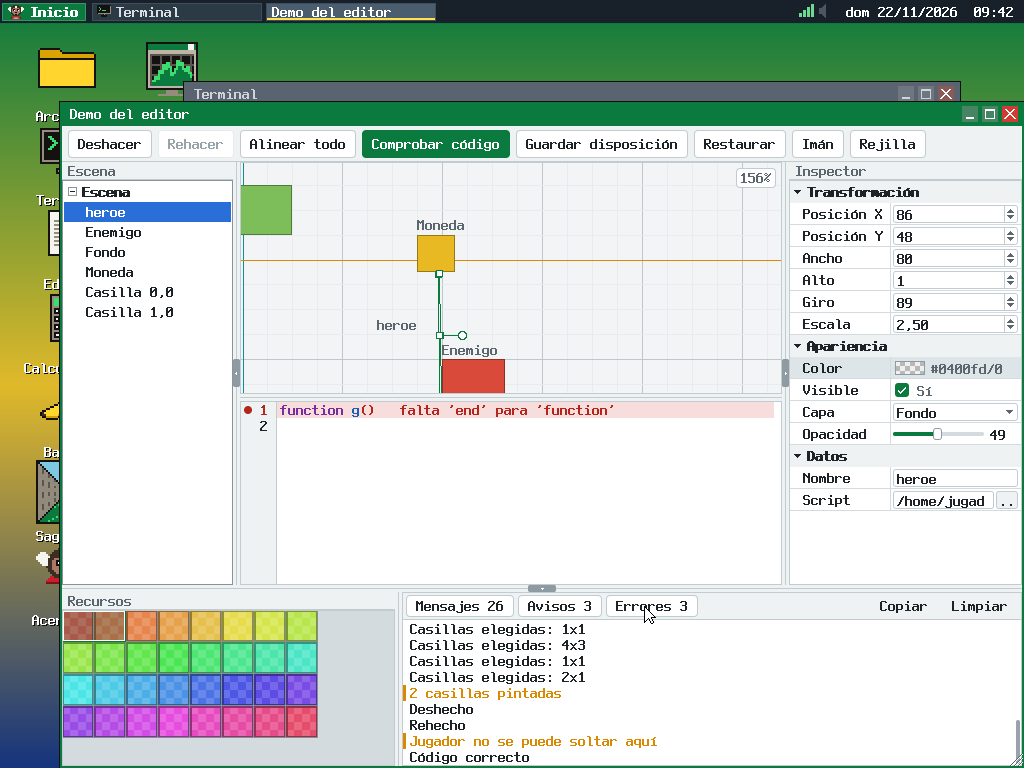 Inicio Terminal Demo del editor dom 22/11/2026 09:42
Terminal
Demo del editor
Deshacer Rehacer Alinear todo Comprobar código Guardar disposición Restaurar Imán Rejilla
Escena
Escena
heroe
Enemigo
Fondo
Moneda
Casilla 0,0
Casilla 1,0
156%
Moneda
heroe
Enemigo
1 function g() falta 'end' para 'function'
2
Inspector
Transformación
Posición X 86
Posición Y 48
Ancho 80
Alto 1
Giro 89
Escala 2,50
Apariencia
Color #0400fd/0
Visible Sí
Capa Fondo
Opacidad 49
Datos
Nombre heroe
Script /home/jugad ..
Recursos
Mensajes 26 Avisos 3 Errores 3 Copiar Limpiar
Casillas elegidas: 1x1
Casillas elegidas: 4x3
Casillas elegidas: 1x1
Casillas elegidas: 2x1
2 casillas pintadas
Deshecho
Rehecho
Jugador no se puede soltar aquí
Código correcto